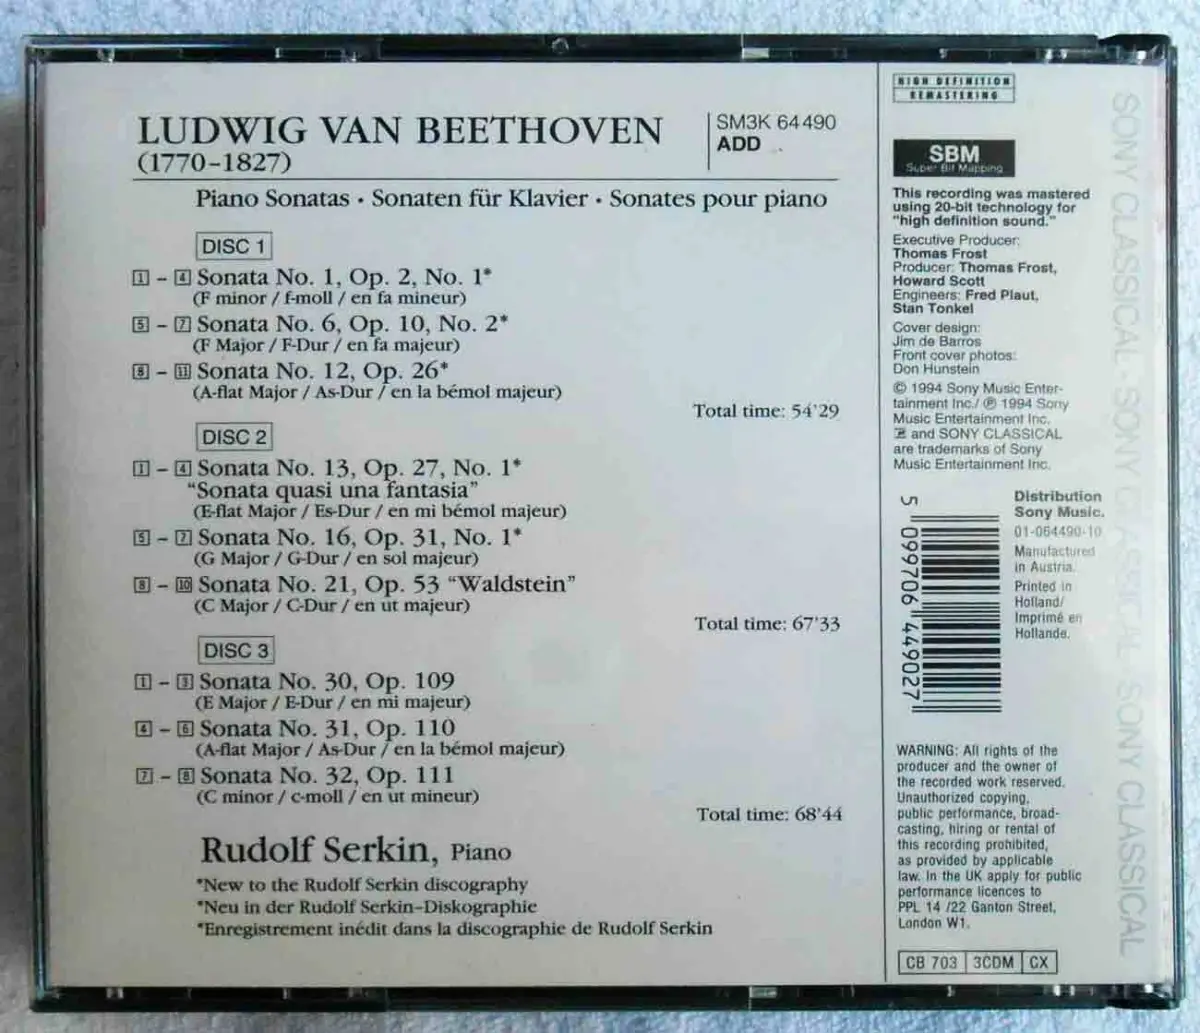 LUDWIG VAN BEETHOVEN
(1770-1827)
SM3K 64490
ADD
Piano Sonatas · Sonaten für Klavier · Sonates pour piano
DISC 1
1 – 4 Sonata No. 1, Op. 2, No. 1*
(F minor / f-moll / en fa mineur)
5 – 7 Sonata No. 6, Op. 10, No. 2*
(F Major / F-Dur / en fa majeur)
8 – 11 Sonata No. 12, Op. 26*
(A-flat Major / As-Dur / en la bémol majeur)
Total time: 54'29
DISC 2
1 – 4 Sonata No. 13, Op. 27, No. 1*
"Sonata quasi una fantasia"
(E-flat Major / Es-Dur / en mi bémol majeur)
5 – 7 Sonata No. 16, Op. 31, No. 1*
(G Major / G-Dur / en sol majeur)
8 – 10 Sonata No. 21, Op. 53 "Waldstein"
(C Major / C-Dur / en ut majeur)
Total time: 67'33
DISC 3
1 – 3 Sonata No. 30, Op. 109
(E Major / E-Dur / en mi majeur)
4 – 6 Sonata No. 31, Op. 110
(A-flat Major / As-Dur / en la bémol majeur)
7 – 8 Sonata No. 32, Op. 111
(C minor / c-moll / en ut mineur)
Total time: 68'44
Rudolf Serkin, Piano
*New to the Rudolf Serkin discography
*Neu in der Rudolf Serkin-Diskographie
*Enregistrement inédit dans la discographie de Rudolf Serkin
HIGH DEFINITION
REMASTERING
SBM
Super Bit Mapping
This recording was mastered
using 20-bit technology for
"high definition sound."
Executive Producer:
Thomas Frost
Producer: Thomas Frost,
Howard Scott
Engineers: Fred Plaut,
Stan Tonkel
Cover design:
Jim de Barros
Front cover photos:
Don Hunstein
© 1994 Sony Music Enter-
tainment Inc./ ℗ 1994 Sony
Music Entertainment Inc.
and SONY CLASSICAL
are trademarks of Sony
Music Entertainment Inc.
5 099706 449027
Distribution
Sony Music.
01-064490-10
Manufactured
in Austria.
Printed in
Holland/
Imprimé en
Hollande.
WARNING: All rights of the
producer and the owner of
the recorded work reserved.
Unauthorized copying,
public performance, broad-
casting, hiring or rental of
this recording prohibited,
as provided by applicable
law. In the UK apply for public
performance licences to
PPL 14 /22 Ganton Street,
London W1.
CB 703 3CDM CX
SONY CLASSICAL · SONY CLASSICAL · SONY CLASSICAL